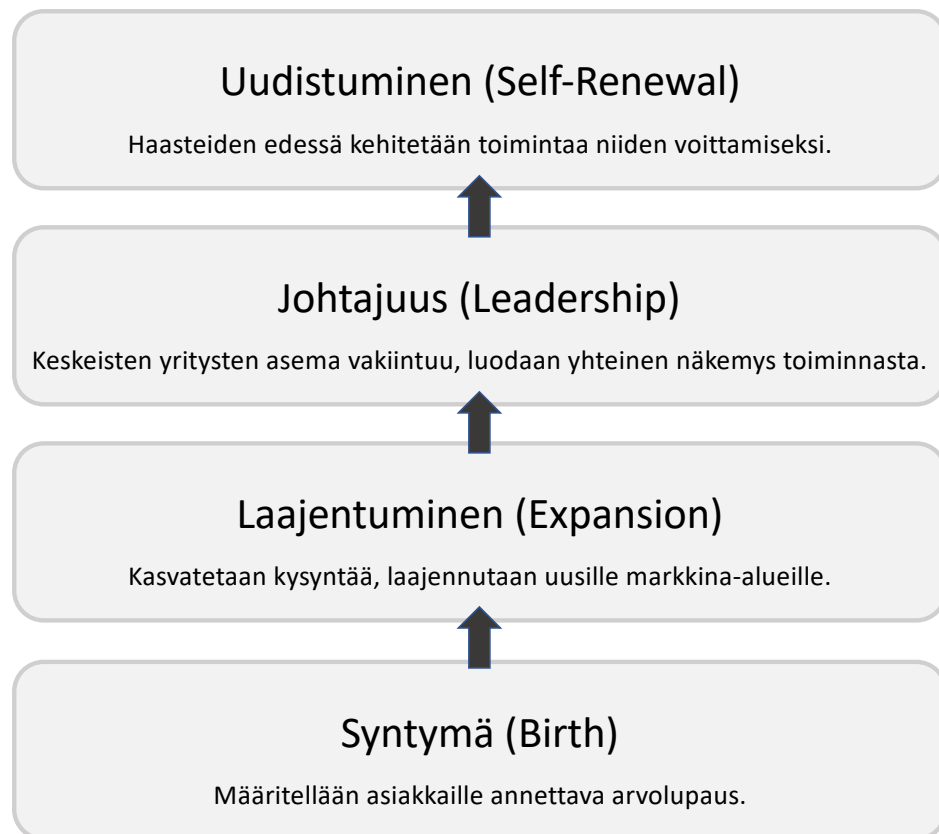 Uudistuminen (Self-Renewal)
Haasteiden edessä kehitetään toimintaa niiden voittamiseksi.
Johtajuus (Leadership)
Keskeisten yritysten asema vakiintuu, luodaan yhteinen näkemys toiminnasta.
Laajentuminen (Expansion)
Kasvatetaan kysyntää, laajennutaan uusille markkina-alueille.
Syntymä (Birth)
Määritellään asiakkaille annettava arvolupaus.